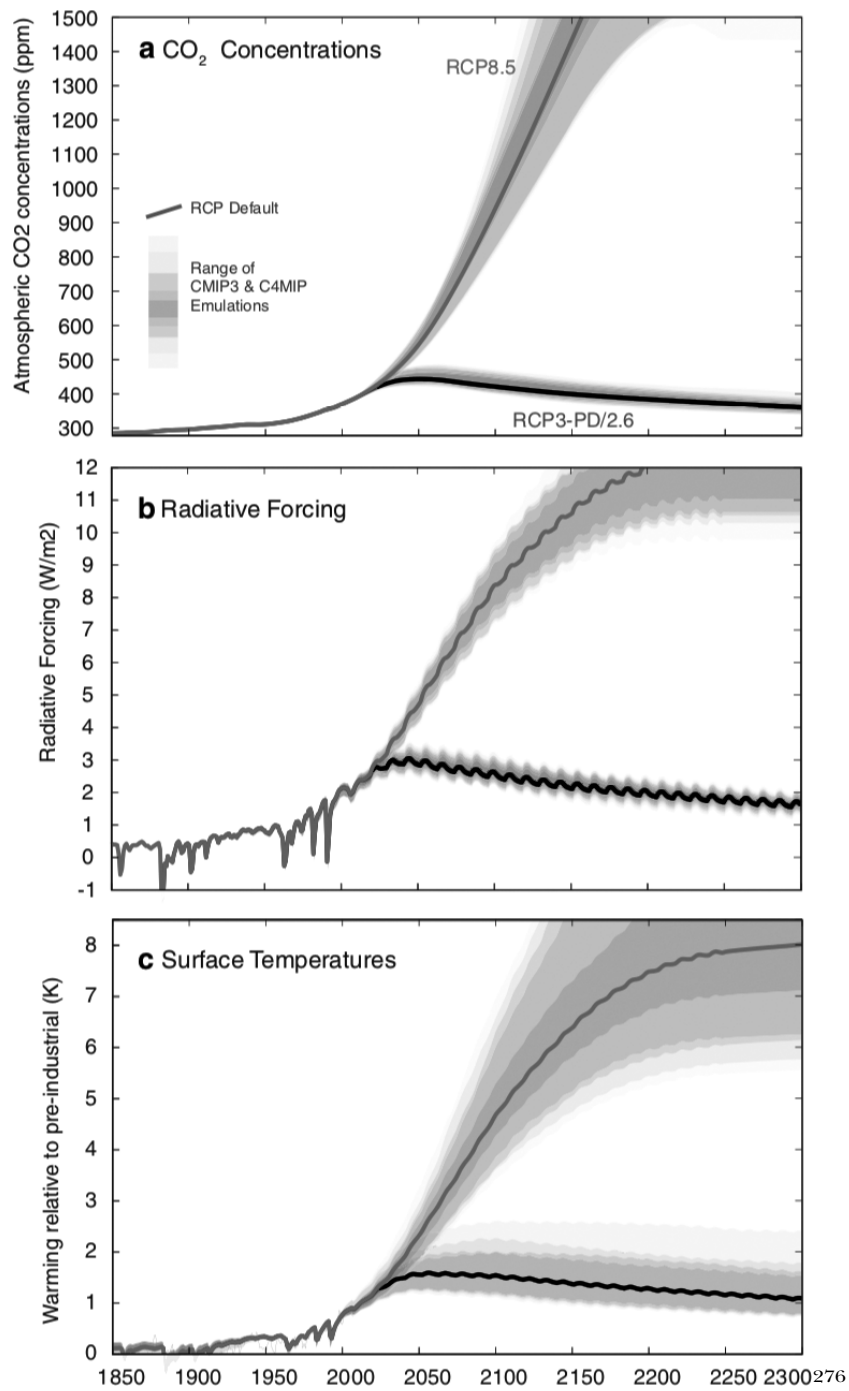 a CO2 Concentrations
Atmospheric CO2 concentrations (ppm)
1500
1400
1300
1200
1100
1000
900
800
700
600
500
400
300
RCP8.5
RCP Default
Range of
CMIP3 & C4MIP
Emulations
RCP3-PD/2.6
b Radiative Forcing
Radiative Forcing (W/m2)
12
11
10
9
8
7
6
5
4
3
2
1
0
-1
c Surface Temperatures
Warming relative to pre-industrial (K)
8
7
6
5
4
3
2
1
0
1850 1900 1950 2000 2050 2100 2150 2200 2250 2300
276